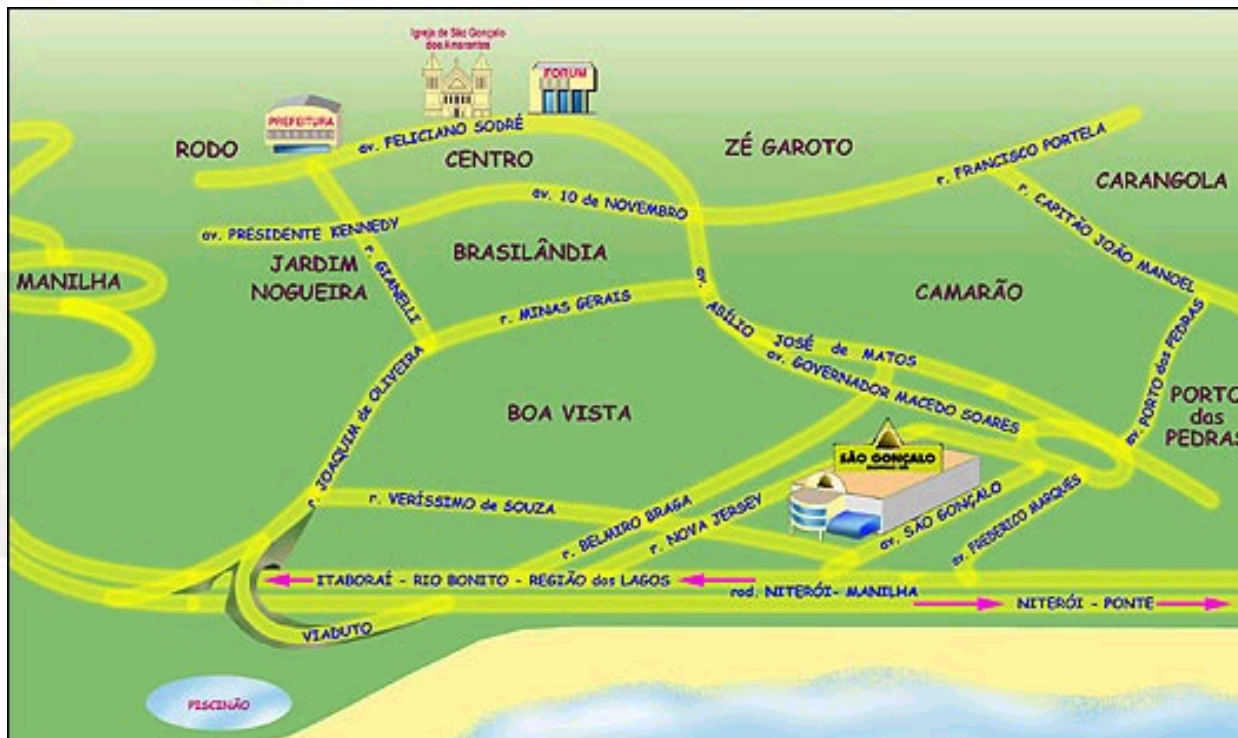 Igreja de São Gonçalo
dos Amarantes
FORUM
PREFEITURA
RODO
av. FELICIANO SODRÉ
CENTRO
ZÉ GAROTO
r. FRANCISCO PORTELA
CARANGOLA
av. 10 de NOVEMBRO
r. CAPITÃO JOÃO MANOEL
av. PRESIDENTE KENNEDY
r. GIANELLI
BRASILÂNDIA
JARDIM
NOGUEIRA
MANILHA
CAMARÃO
r. MINAS GERAIS
av. ABÍLIO JOSÉ de MATOS
av. GOVERNADOR MACEDO SOARES
av. PORTO das PEDRAS
PORTO
das
PEDRAS
r. JOAQUIM de OLIVEIRA
BOA VISTA
SÃO GONÇALO
r. VERÍSSIMO de SOUZA
r. BELMIRO BRAGA
r. NOVA JERSEY
av. SÃO GONÇALO
av. FREDERICO MARQUES
ITABORAÍ - RIO BONITO - REGIÃO dos LAGOS
rod. NITERÓI- MANILHA
NITERÓI - PONTE
VIADUTO
PISCINÃO